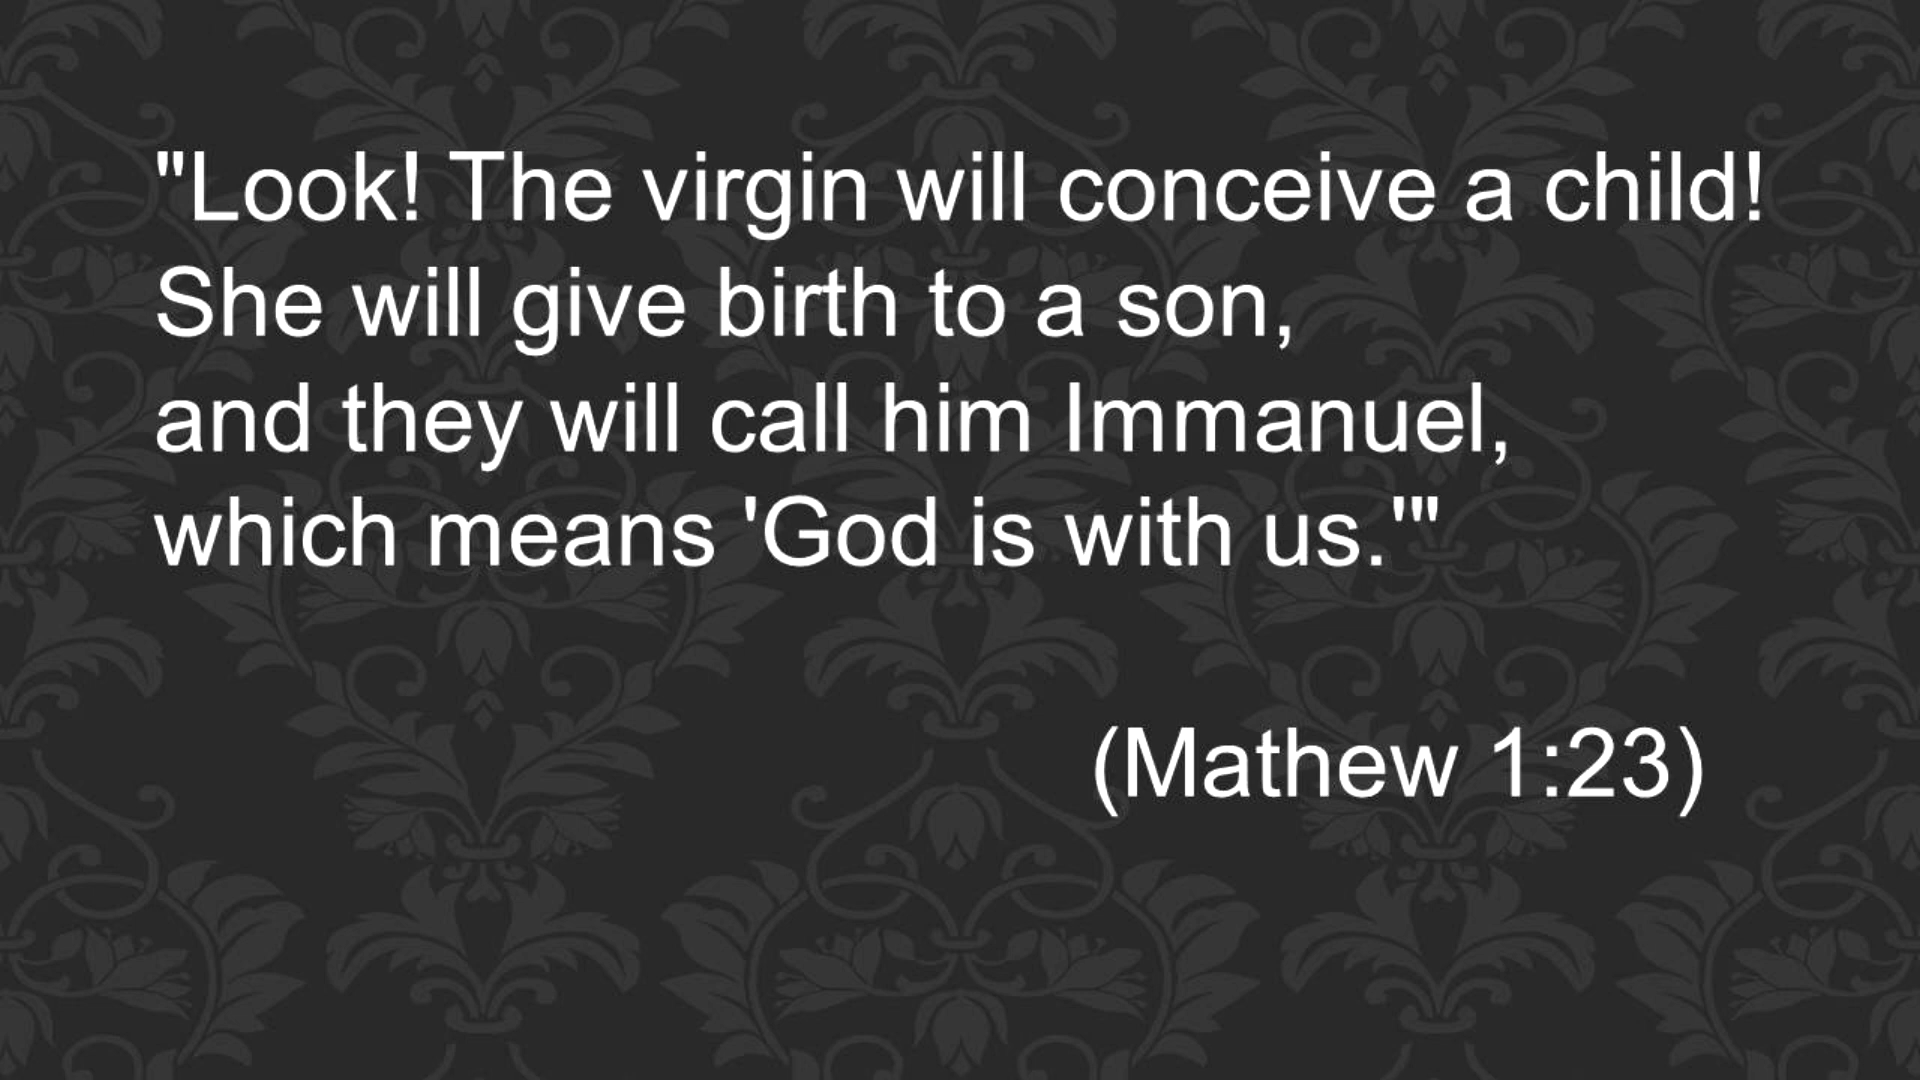 "Look! The virgin will conceive a child!
She will give birth to a son,
and they will call him Immanuel,
which means 'God is with us.'"
(Mathew 1:23)